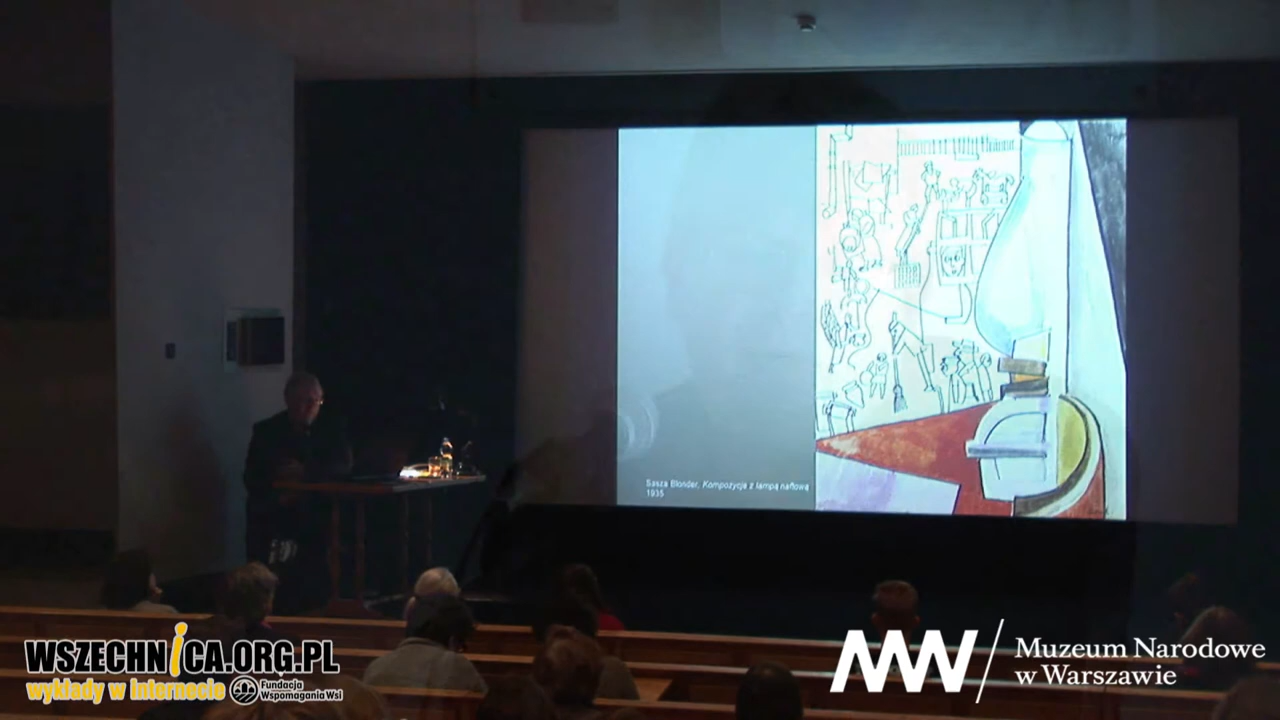 Sasza Blonder, Kompozycja z lampą naftową
1935
WSZECHNICA.ORG.PL
wykłady w Internecie
Fundacja
Wspomagania Wsi
Muzeum Narodowe
w Warszawie